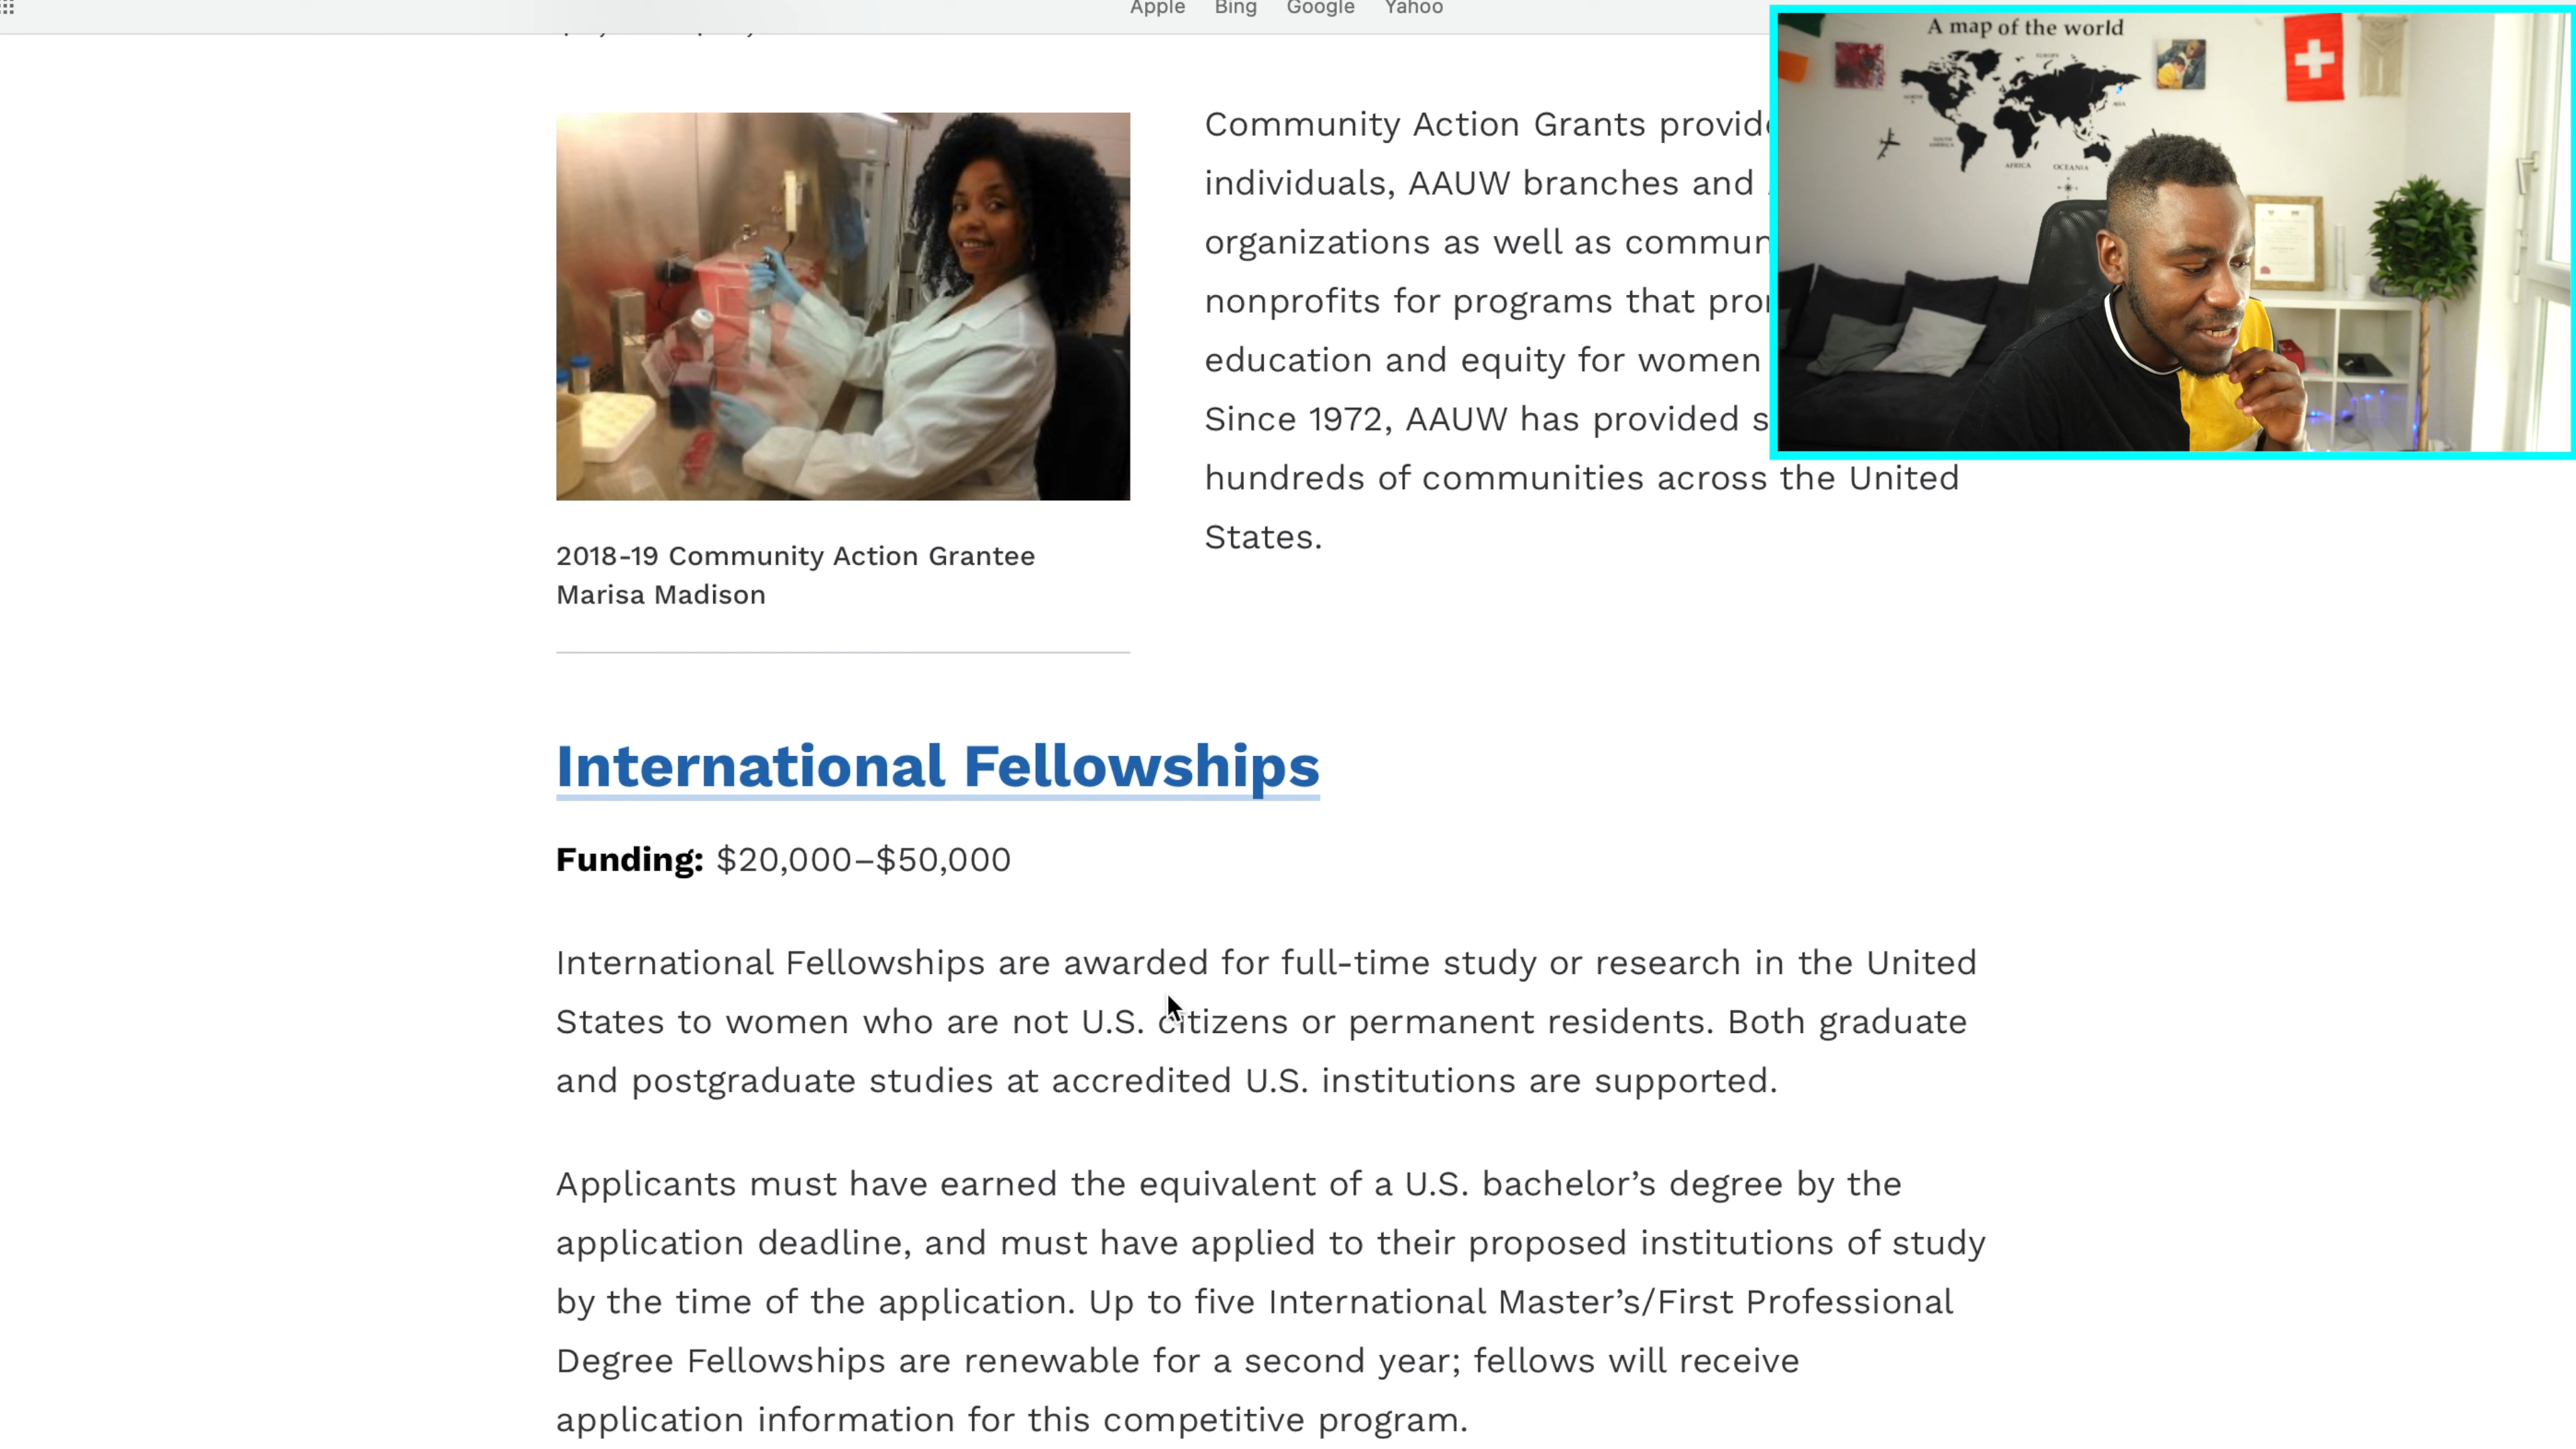 Apple Bing Google Yahoo
A map of the world
EUROPE
ASIA
AFRICA
OCEANIA
Community Action Grants provid
individuals, AAUW branches and
organizations as well as commun
nonprofits for programs that pro
education and equity for women
Since 1972, AAUW has provided s
hundreds of communities across the United
States.
2018-19 Community Action Grantee
Marisa Madison
International Fellowships
Funding: $20,000–$50,000
International Fellowships are awarded for full-time study or research in the United
States to women who are not U.S. citizens or permanent residents. Both graduate
and postgraduate studies at accredited U.S. institutions are supported.
Applicants must have earned the equivalent of a U.S. bachelor’s degree by the
application deadline, and must have applied to their proposed institutions of study
by the time of the application. Up to five International Master’s/First Professional
Degree Fellowships are renewable for a second year; fellows will receive
application information for this competitive program.